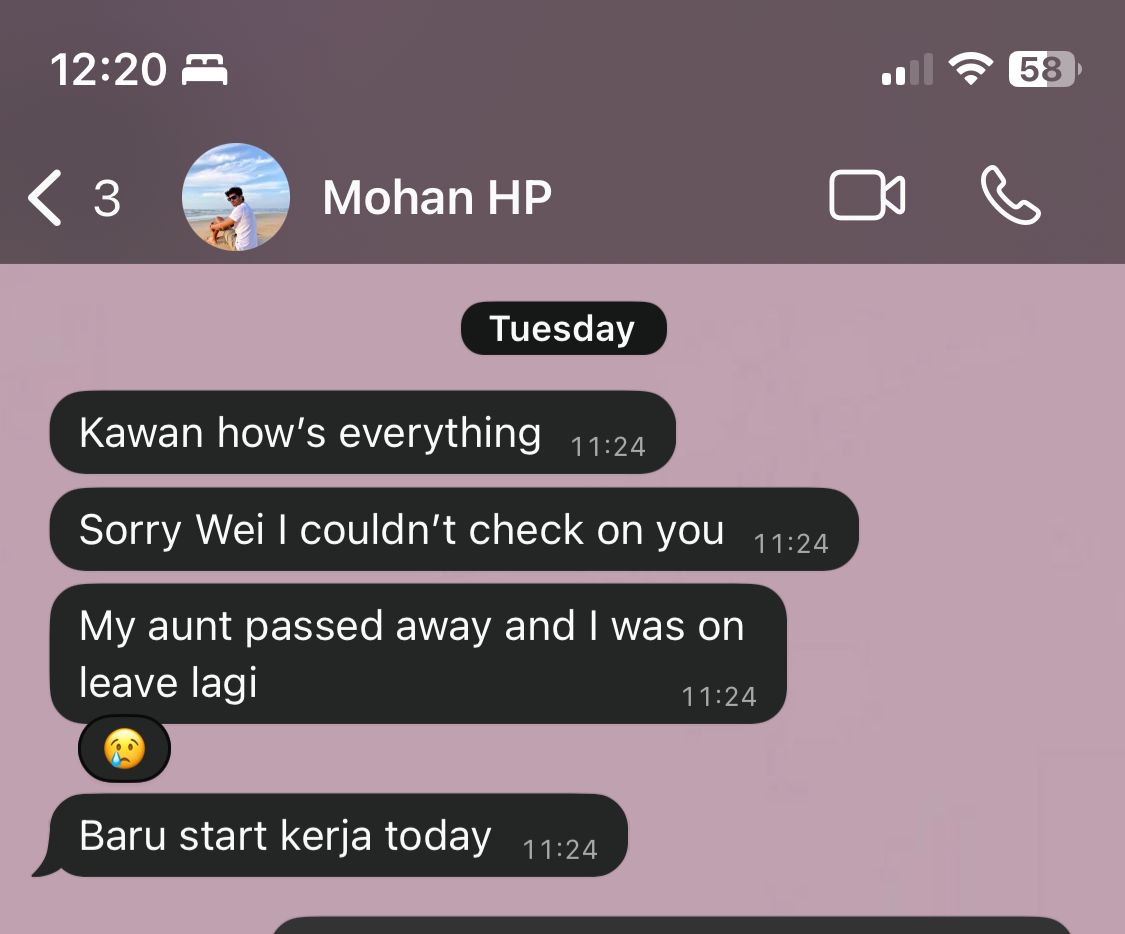 12:20 58
3 Mohan HP
Tuesday
Kawan how’s everything 11:24
Sorry Wei I couldn’t check on you 11:24
My aunt passed away and I was on
leave lagi 11:24
Baru start kerja today 11:24